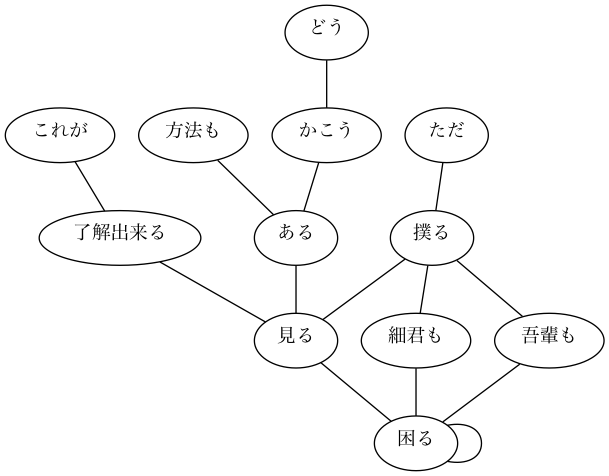 どう
これが
方法も
かこう
ただ
了解出来る
ある
撲る
見る
細君も
吾輩も
困る